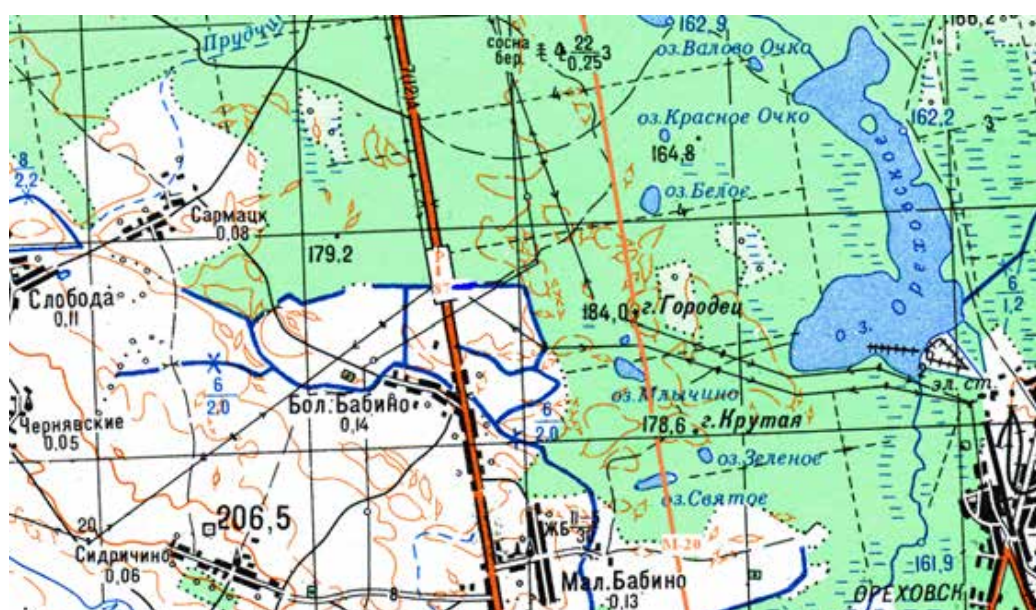 Прудчин
162,9
166,2
сосна
бер.
4 22/0,25 3
оз. Валово Очко
4
162,2
3
оз. Красное Очко
164,8
8/2,2
оз. Белое
4
Сармацк
0,08
179,2
Ореховское
оз.
6
1,2
Слобода
0,11
184,0 г. Городец
6/2,0
эл. ст.
оз. Млычино
Бол. Бабино
0,14
6/2,0
178,6 г. Крутая
Чернявские
0,05
оз. Зеленое
оз. Святое
206,5
20
ЖБ
М-20
Сидричино
0,06
161,9
8
Мал. Бабино
0,13
ОРЕХОВСК